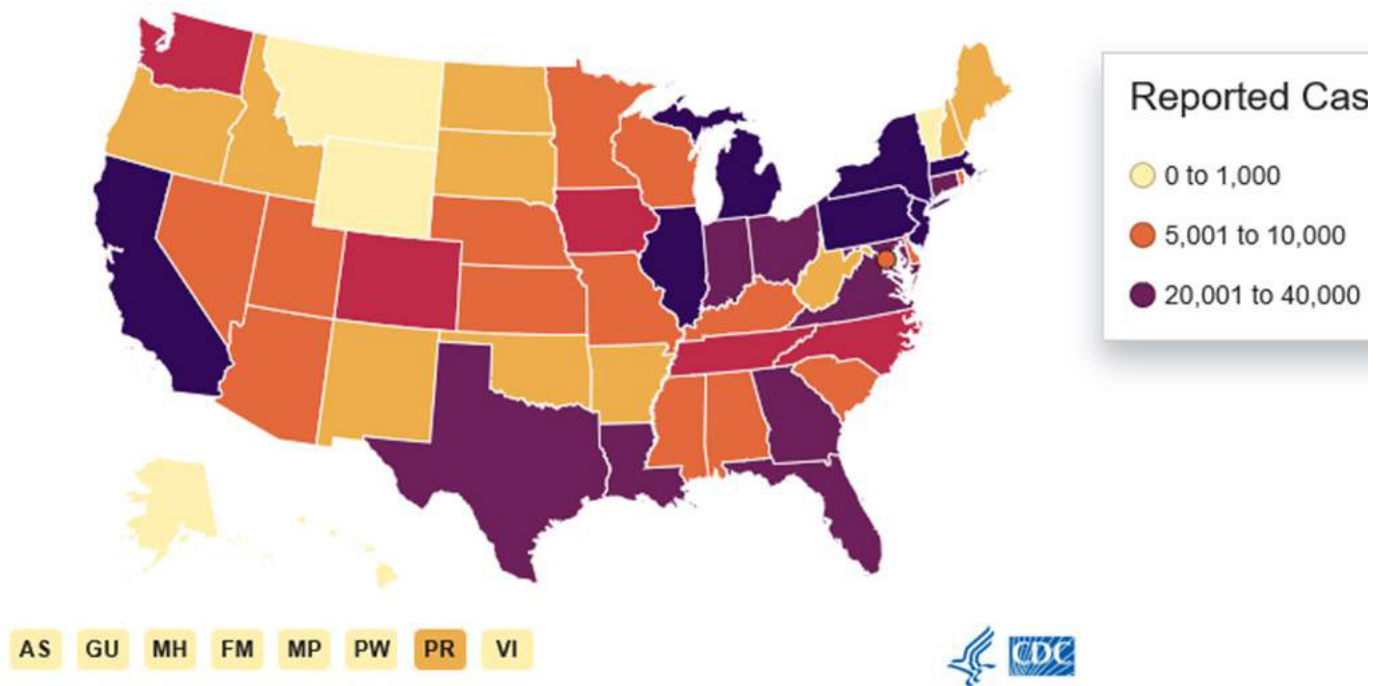 Reported Cas
0 to 1,000
5,001 to 10,000
20,001 to 40,000
AS GU MH FM MP PW PR VI
CDC